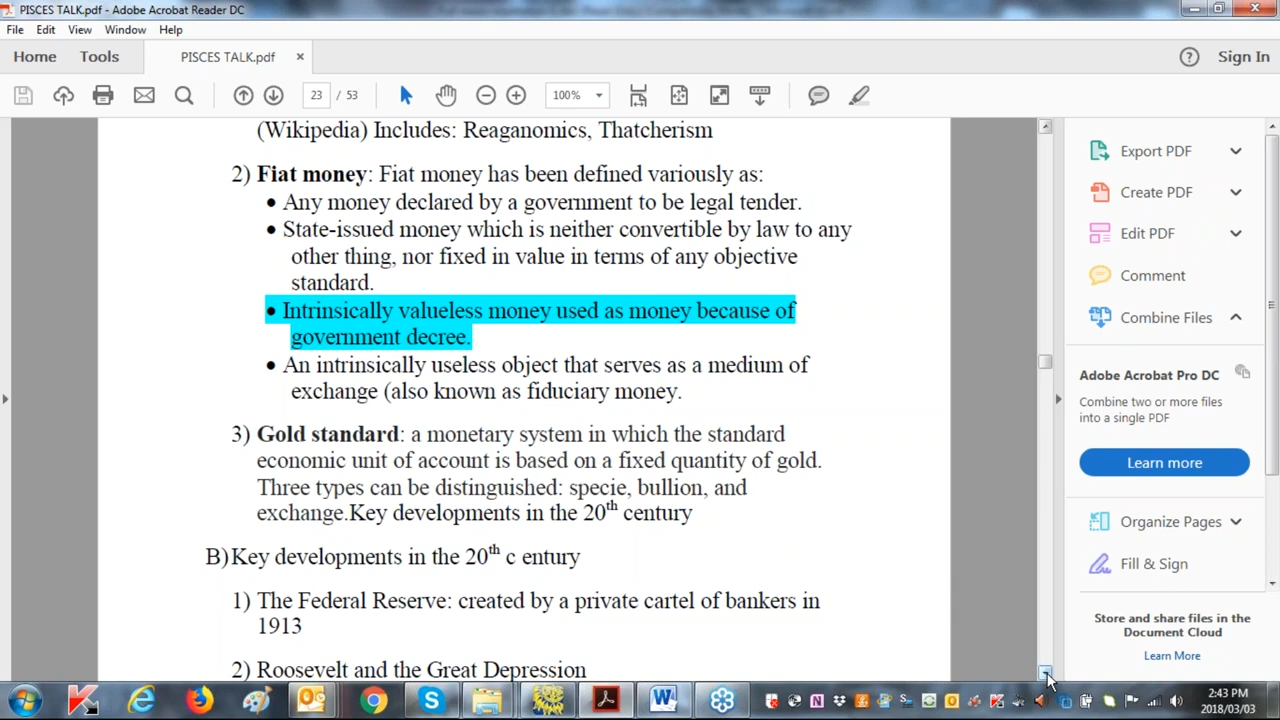 PISCES TALK.pdf - Adobe Acrobat Reader DC
File Edit View Window Help
Home Tools PISCES TALK.pdf × Sign In
23 / 53 100%
(Wikipedia) Includes: Reaganomics, Thatcherism
2) Fiat money: Fiat money has been defined variously as:
• Any money declared by a government to be legal tender.
• State-issued money which is neither convertible by law to any
other thing, nor fixed in value in terms of any objective
standard.
• Intrinsically valueless money used as money because of
government decree.
• An intrinsically useless object that serves as a medium of
exchange (also known as fiduciary money.
3) Gold standard: a monetary system in which the standard
economic unit of account is based on a fixed quantity of gold.
Three types can be distinguished: specie, bullion, and
exchange.Key developments in the 20th century
B) Key developments in the 20th c entury
1) The Federal Reserve: created by a private cartel of bankers in
1913
2) Roosevelt and the Great Depression
Export PDF
Create PDF
Edit PDF
Comment
Combine Files
Adobe Acrobat Pro DC
Combine two or more files
into a single PDF
Learn more
Organize Pages
Fill & Sign
Store and share files in the
Document Cloud
Learn More
2:43 PM
2018/03/03